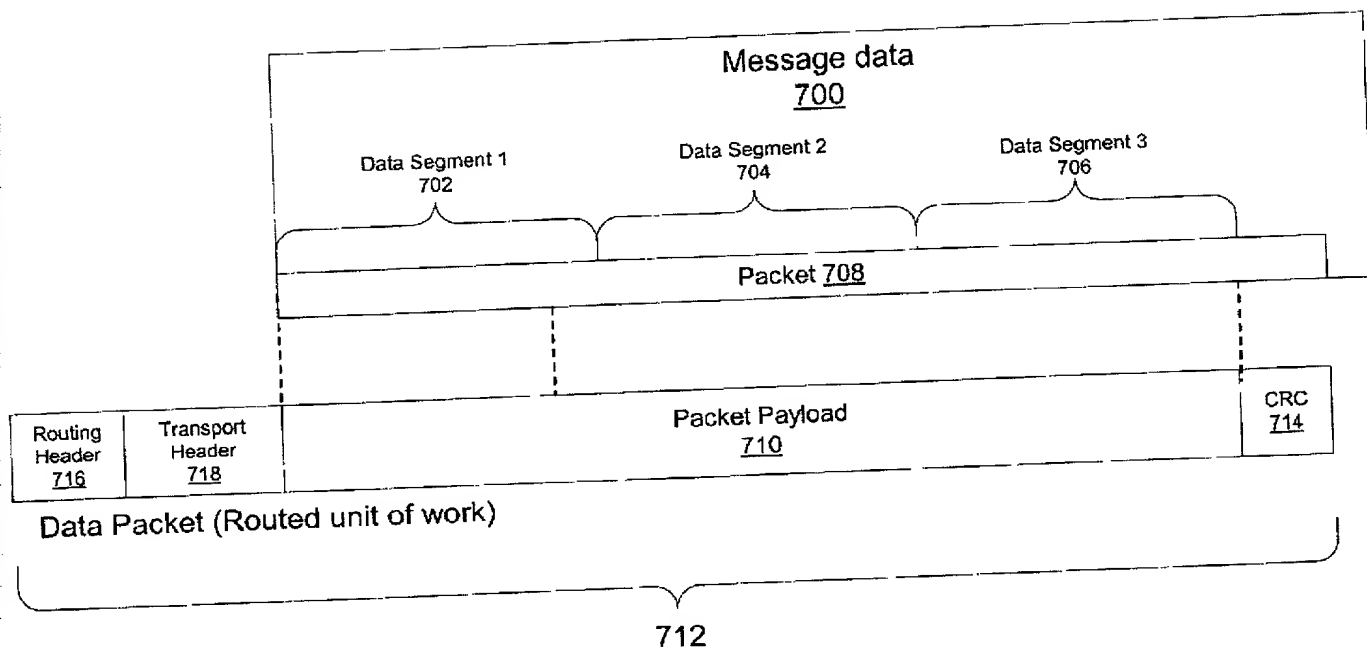 Message data
700
Data Segment 1
702
Data Segment 2
704
Data Segment 3
706
Packet 708
Routing
Header
716
Transport
Header
718
Packet Payload
710
CRC
714
Data Packet (Routed unit of work)
712